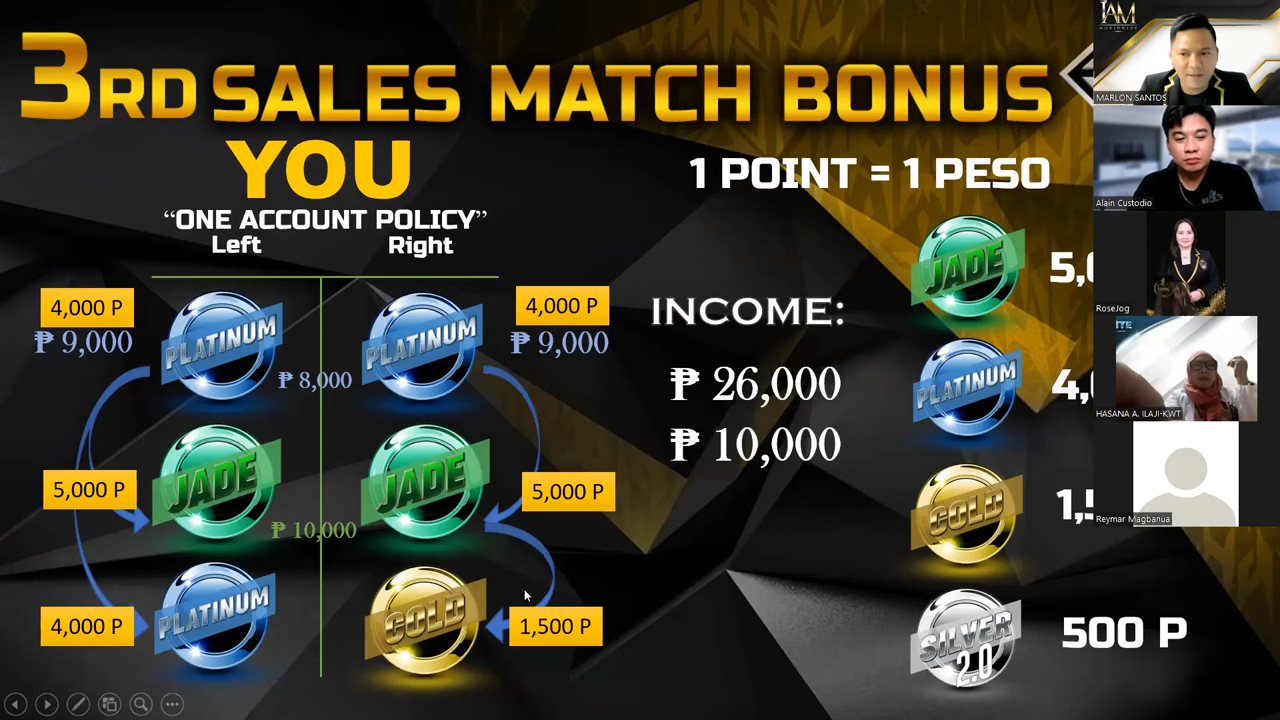 3RD SALES MATCH BONUS
YOU
“ONE ACCOUNT POLICY”
Left Right
1 POINT = 1 PESO
4,000 P
₱ 9,000
PLATINUM
₱ 8,000
PLATINUM
4,000 P
₱ 9,000
5,000 P
JADE
₱ 10,000
JADE
5,000 P
4,000 P
PLATINUM
GOLD
1,500 P
INCOME:
₱ 26,000
₱ 10,000
JADE
PLATINUM
GOLD
SILVER 2.0
500 P
IAM
WORLDWIDE
MARLON SANTOS
Alain Custodio
RoseJog
HASANA A. ILAJI-KWT
Reymar Magbanua